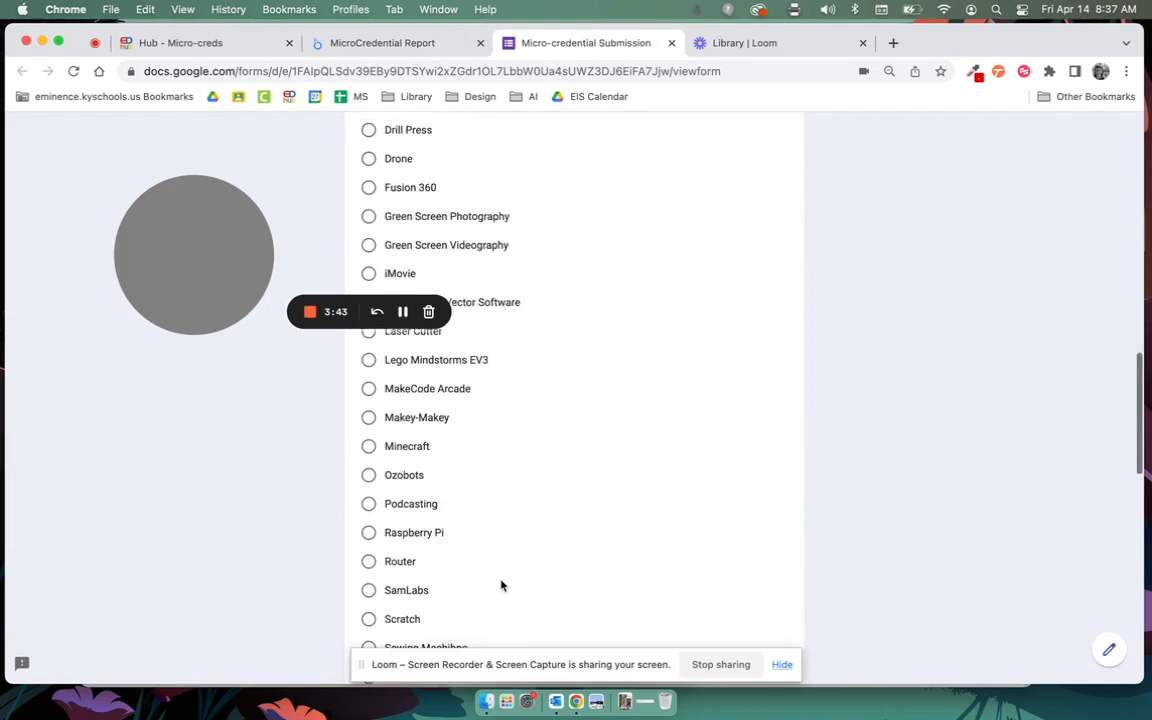 Chrome File Edit View History Bookmarks Profiles Tab Window Help Fri Apr 14 8:37 AM
Hub - Micro-creds MicroCredential Report Micro-credential Submission Library | Loom
docs.google.com/forms/d/e/1FAIpQLSdv39EBy9DTSYwi2xZGdr1OL7LbbW0Ua4sUWZ3DJ6EiFA7Jjw/viewform
eminence.kyschools.us Bookmarks MS Library Design AI EIS Calendar Other Bookmarks
Drill Press
Drone
Fusion 360
Green Screen Photography
Green Screen Videography
iMovie
Vector Software
3:43
Laser Cutter
Lego Mindstorms EV3
MakeCode Arcade
Makey-Makey
Minecraft
Ozobots
Podcasting
Raspberry Pi
Router
SamLabs
Scratch
Sewing Machihne
Loom – Screen Recorder & Screen Capture is sharing your screen. Stop sharing Hide